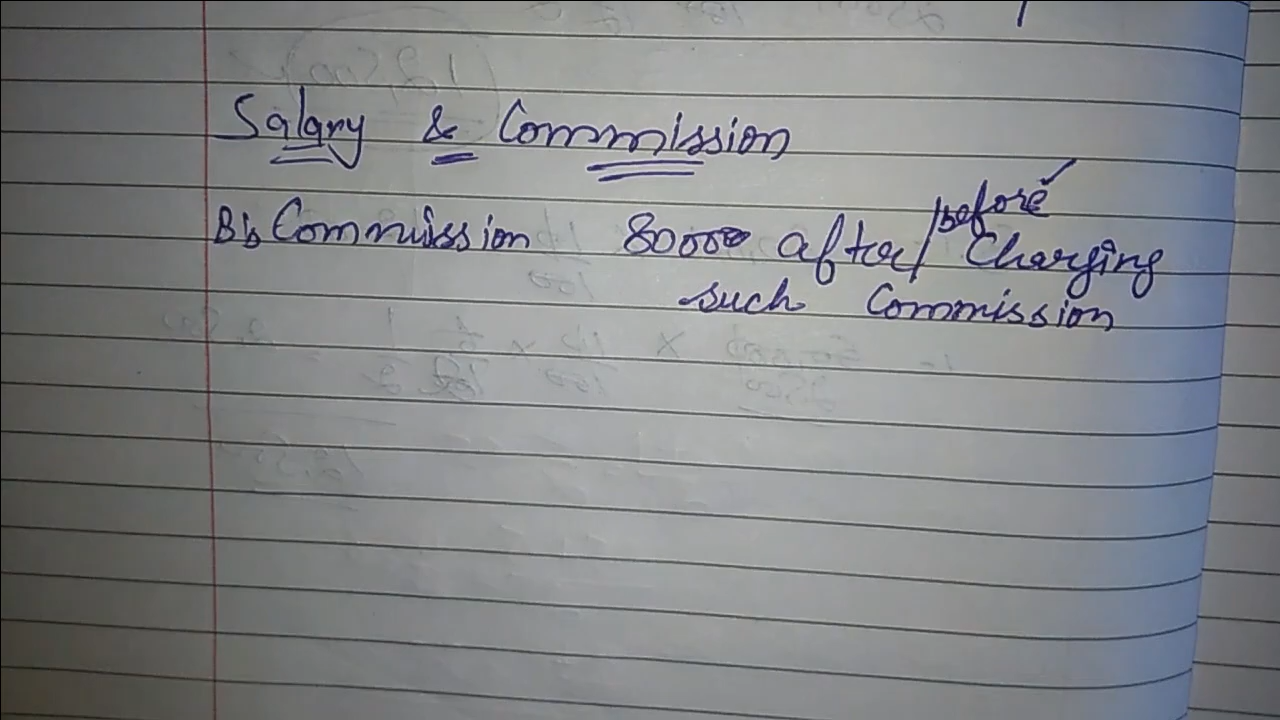 Salary & Commission
B's Commission 80000 after/before Charging
such Commission